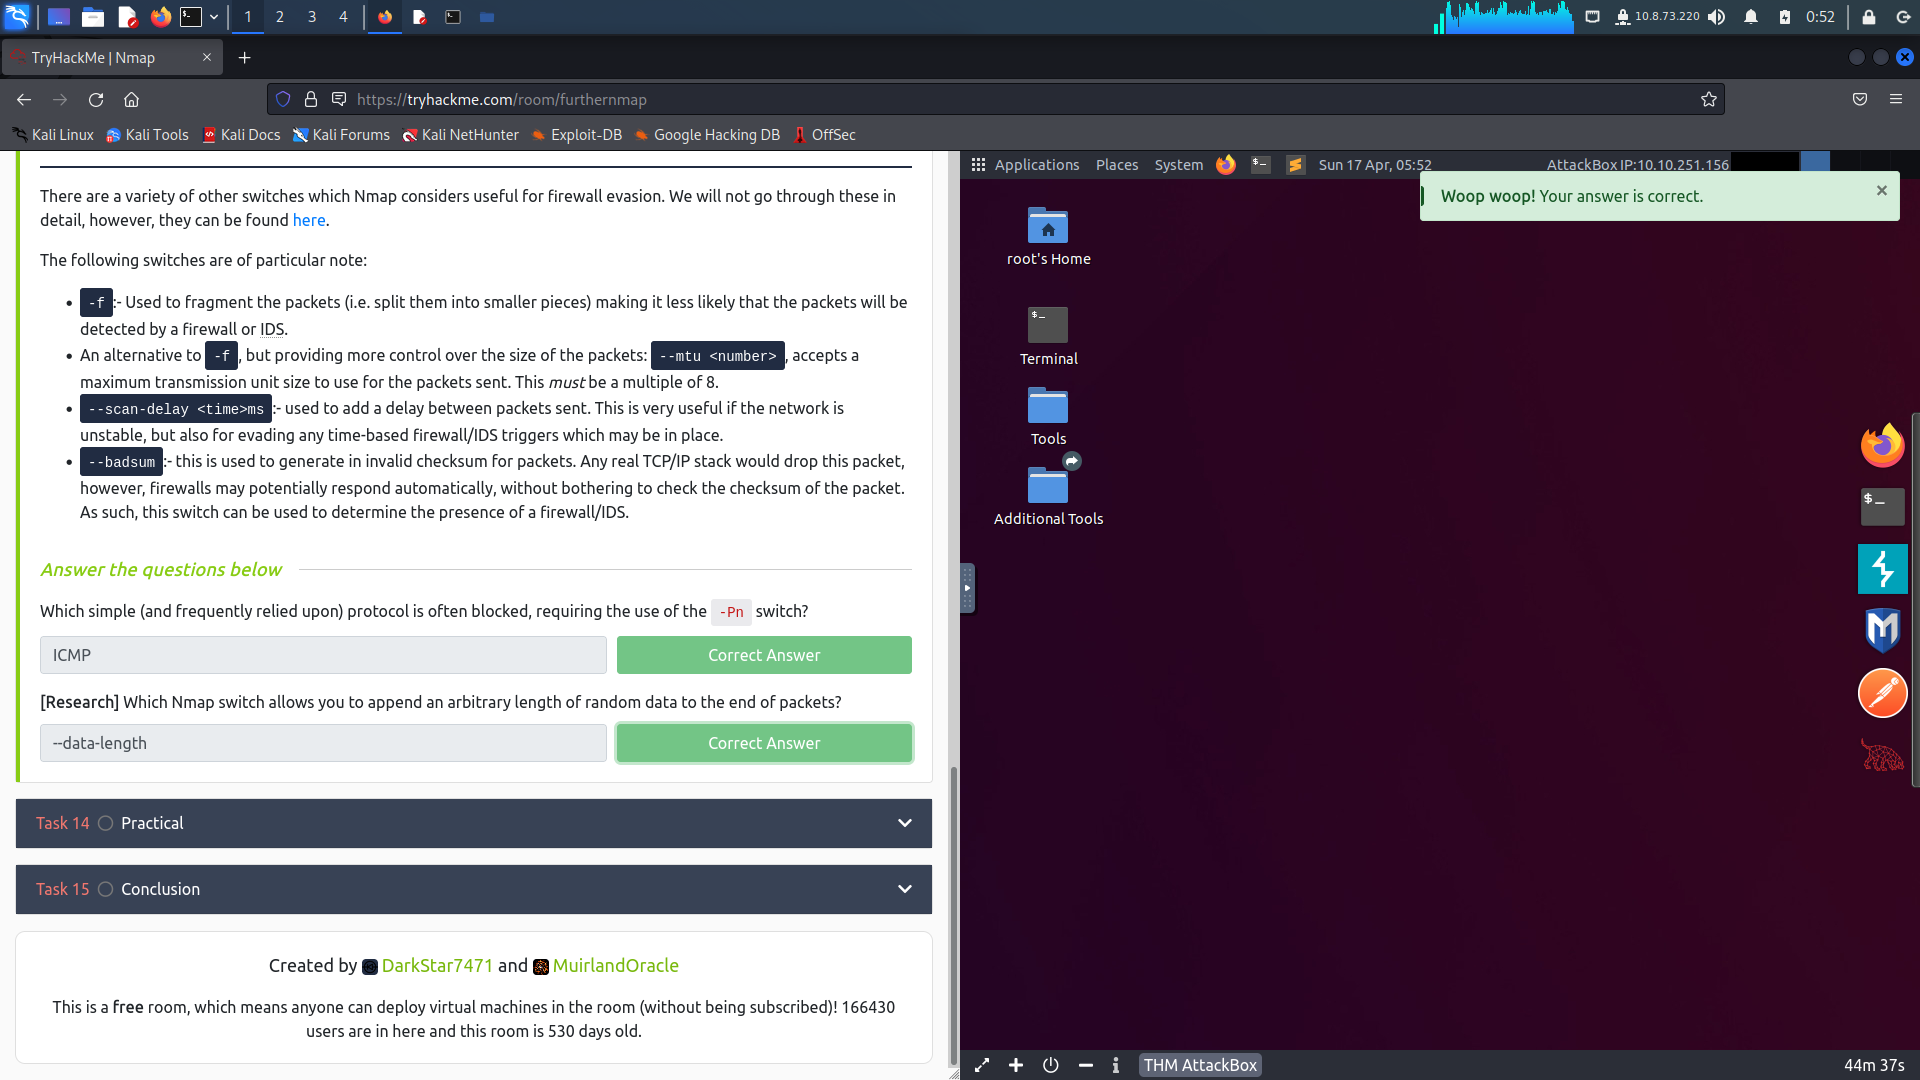 1 2 3 4
10.8.73.220
0:52
TryHackMe | Nmap
https://tryhackme.com/room/furthernmap
Kali Linux Kali Tools Kali Docs Kali Forums Kali NetHunter Exploit-DB Google Hacking DB OffSec
There are a variety of other switches which Nmap considers useful for firewall evasion. We will not go through these in
detail, however, they can be found here.
The following switches are of particular note:
-f :- Used to fragment the packets (i.e. split them into smaller pieces) making it less likely that the packets will be
detected by a firewall or IDS.
An alternative to -f , but providing more control over the size of the packets: --mtu <number> , accepts a
maximum transmission unit size to use for the packets sent. This must be a multiple of 8.
--scan-delay <time>ms :- used to add a delay between packets sent. This is very useful if the network is
unstable, but also for evading any time-based firewall/IDS triggers which may be in place.
--badsum :- this is used to generate in invalid checksum for packets. Any real TCP/IP stack would drop this packet,
however, firewalls may potentially respond automatically, without bothering to check the checksum of the packet.
As such, this switch can be used to determine the presence of a firewall/IDS.
Answer the questions below
Which simple (and frequently relied upon) protocol is often blocked, requiring the use of the -Pn switch?
ICMP
Correct Answer
[Research] Which Nmap switch allows you to append an arbitrary length of random data to the end of packets?
--data-length
Correct Answer
Task 14 Practical
Task 15 Conclusion
Created by DarkStar7471 and MuirlandOracle
This is a free room, which means anyone can deploy virtual machines in the room (without being subscribed)! 166430
users are in here and this room is 530 days old.
Applications Places System
Sun 17 Apr, 05:52
AttackBox IP:10.10.251.156
Woop woop! Your answer is correct.
root's Home
Terminal
Tools
Additional Tools
THM AttackBox
44m 37s